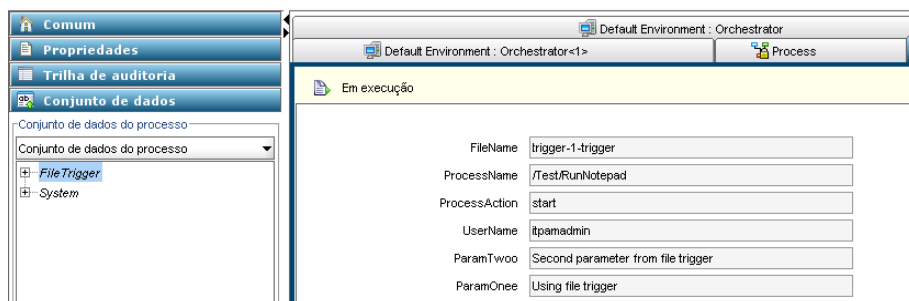 Comum
Propriedades
Trilha de auditoria
Conjunto de dados
Conjunto de dados do processo
Conjunto de dados do processo
FileTrigger
System
Default Environment : Orchestrator
Default Environment : Orchestrator<1>
Process
Em execução
FileName trigger-1-trigger
ProcessName /Test/RunNotepad
ProcessAction start
UserName itpamadmin
ParamTwoo Second parameter from file trigger
ParamOnee Using file trigger